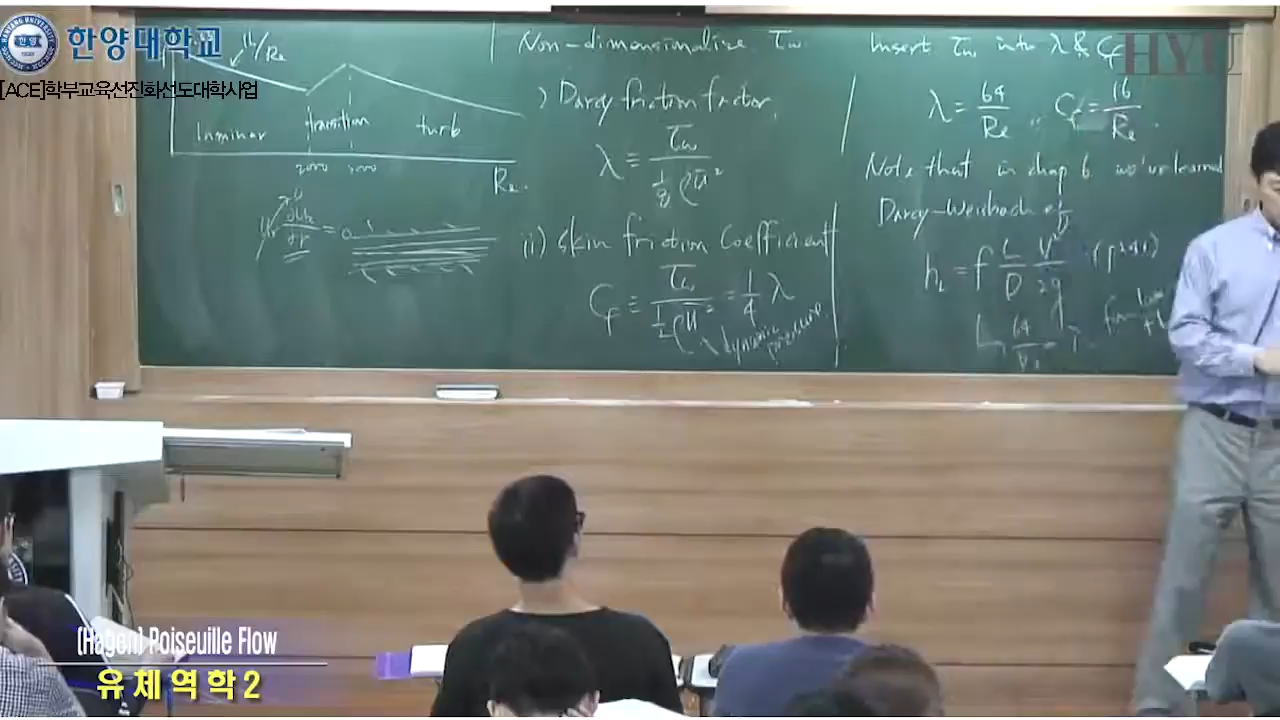 한양대학교
[ACE]학부교육선진화선도대학사업
HYU
16/Re
laminar transition turb
2000
Re
Non-dimensionalize τw
) Darcy friction factor,
λ ≡ τw / (1/8 ρū²)
ii) Skin friction Coefficient
Cf ≡ τw / (1/2 ρū²) = 1/4 λ
dynamic pressure
Insert τw into λ & Cf
λ = 64/Re, Cf = 16/Re.
Note that in chap 6 we've learned
Darcy-Weisbach
hL = f L/D V²/2g
64/Re
(Hagen) Poiseuille Flow
유체역학2